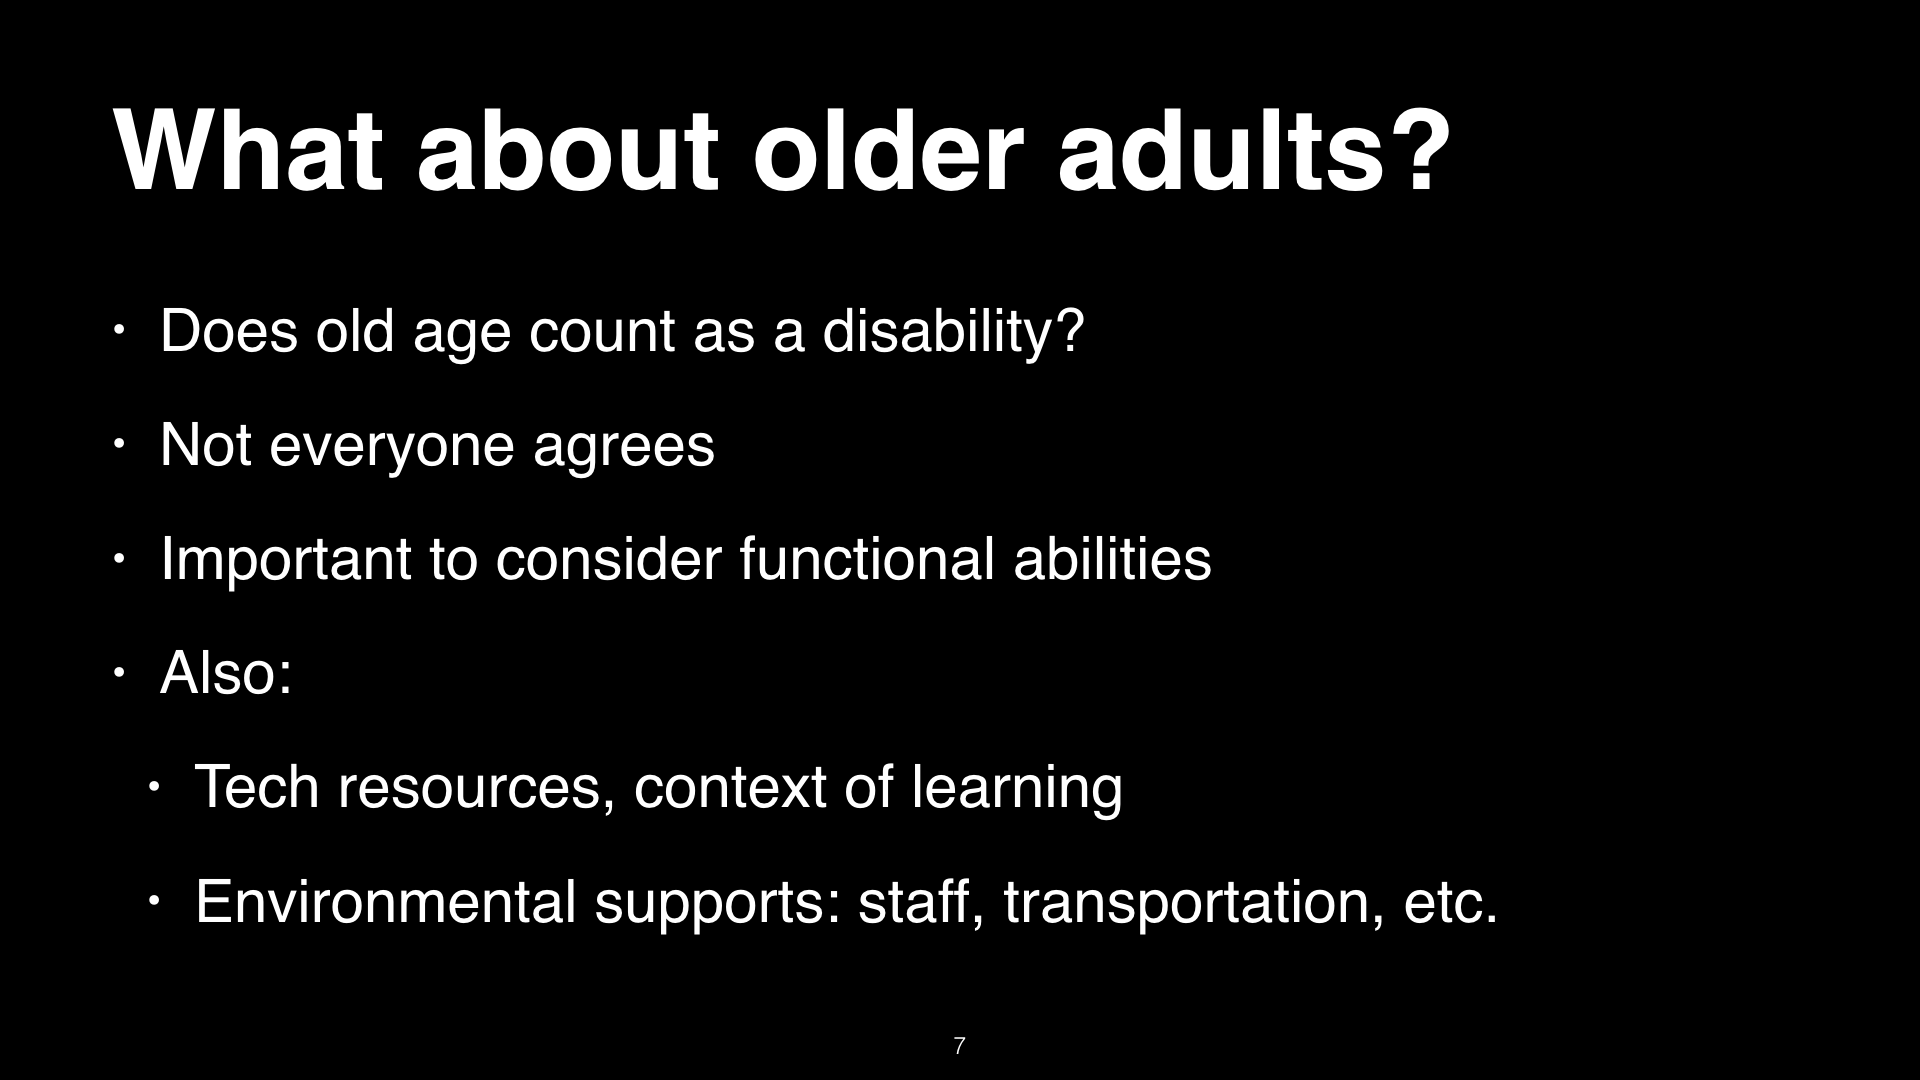 What about older adults?
• Does old age count as a disability?
• Not everyone agrees
• Important to consider functional abilities
• Also:
• Tech resources, context of learning
• Environmental supports: staff, transportation, etc.
7